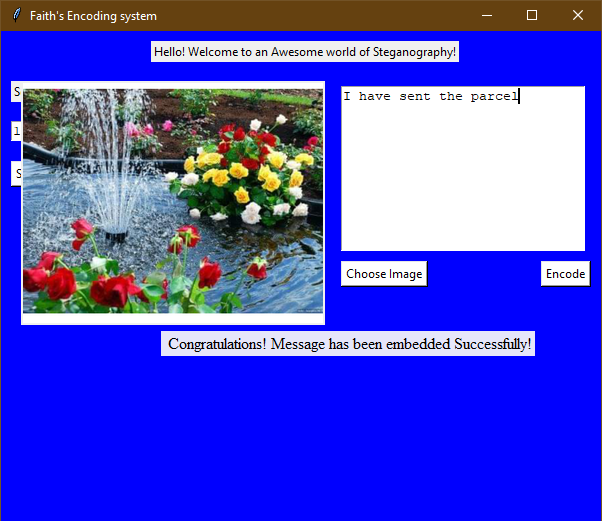 Faith's Encoding system
Hello! Welcome to an Awesome world of Steganography!
I have sent the parcel
Choose Image
Encode
Congratulations! Message has been embedded Successfully!